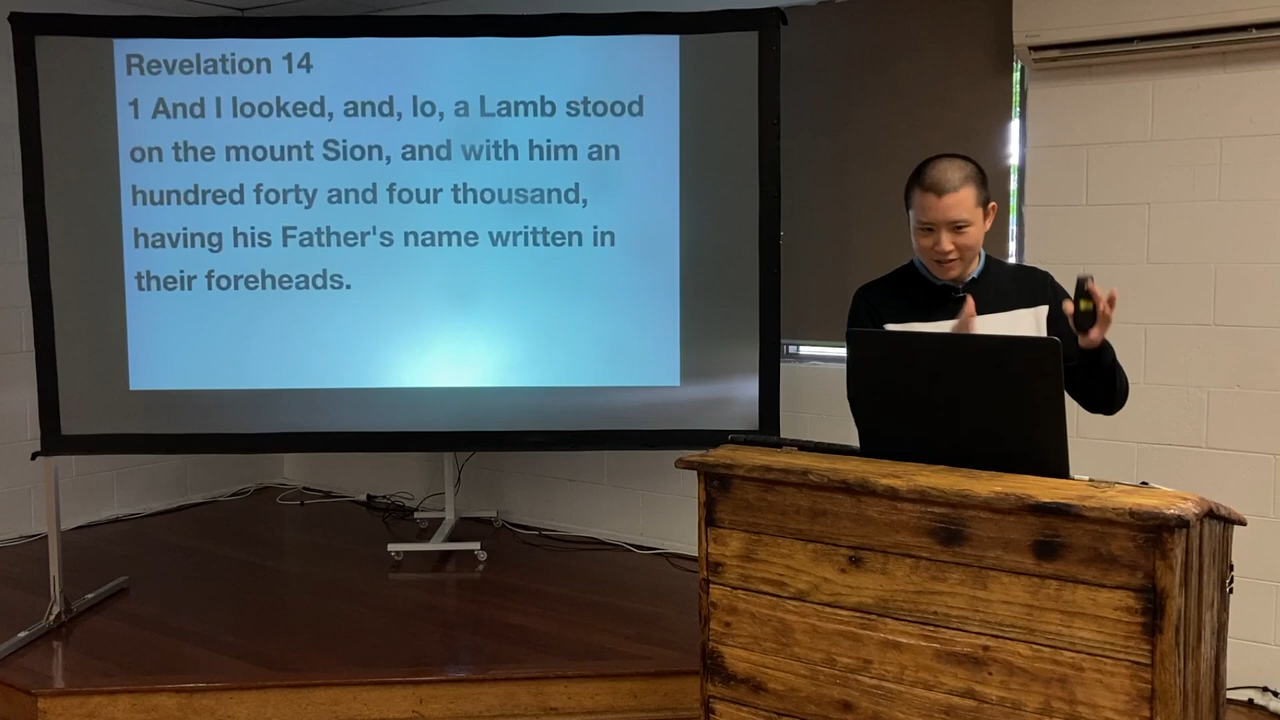 Revelation 14
1 And I looked, and, lo, a Lamb stood
on the mount Sion, and with him an
hundred forty and four thousand,
having his Father's name written in
their foreheads.